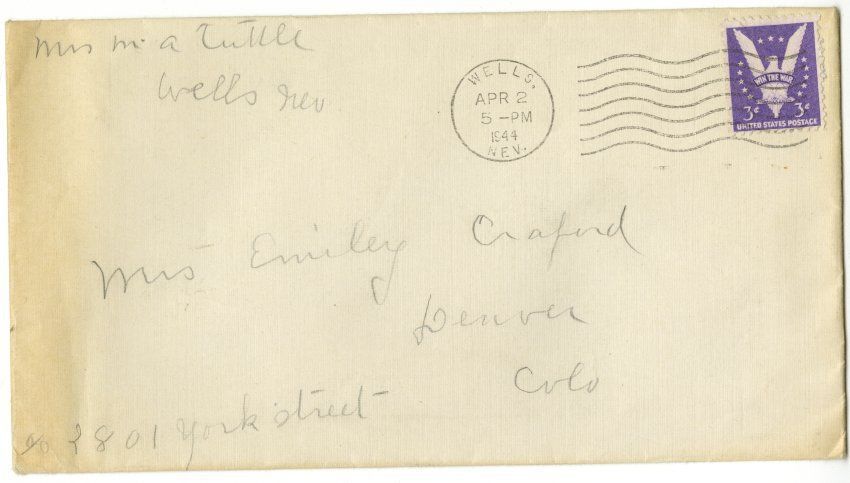 Mrs M. A Tuttle
Wells Nev
WELLS.
APR 2
5 -PM
1944
NEV.
WIN THE WAR
3¢ 3¢
UNITED STATES POSTAGE
Mrs Emiley Craford
Denver
Colo
% 2801 York street